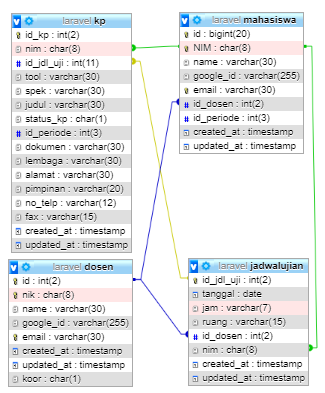 laravel kp
id_kp : int(2)
nim : char(8)
id_jdl_uji : int(11)
tool : varchar(30)
spek : varchar(30)
judul : varchar(30)
status_kp : char(1)
id_periode : int(3)
dokumen : varchar(30)
lembaga : varchar(30)
alamat : varchar(30)
pimpinan : varchar(20)
no_telp : varchar(12)
fax : varchar(15)
created_at : timestamp
updated_at : timestamp
laravel mahasiswa
id : bigint(20)
NIM : char(8)
name : varchar(30)
google_id : varchar(255)
email : varchar(30)
id_dosen : int(2)
id_periode : int(3)
created_at : timestamp
updated_at : timestamp
laravel dosen
id : int(2)
nik : char(8)
name : varchar(30)
google_id : varchar(255)
email : varchar(30)
created_at : timestamp
updated_at : timestamp
koor : char(1)
laravel jadwalujian
id_jdl_uji : int(2)
tanggal : date
jam : varchar(7)
ruang : varchar(15)
id_dosen : int(2)
nim : char(8)
created_at : timestamp
updated_at : timestamp